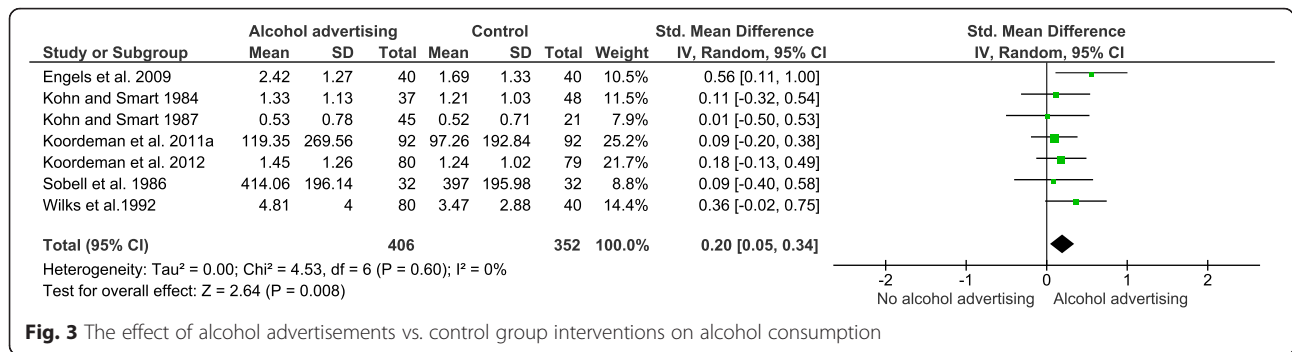 Alcohol advertising Control Std. Mean Difference Std. Mean Difference
Study or Subgroup Mean SD Total Mean SD Total Weight IV, Random, 95% CI IV, Random, 95% CI
Engels et al. 2009 2.42 1.27 40 1.69 1.33 40 10.5% 0.56 [0.11, 1.00]
Kohn and Smart 1984 1.33 1.13 37 1.21 1.03 48 11.5% 0.11 [-0.32, 0.54]
Kohn and Smart 1987 0.53 0.78 45 0.52 0.71 21 7.9% 0.01 [-0.50, 0.53]
Koordeman et al. 2011a 119.35 269.56 92 97.26 192.84 92 25.2% 0.09 [-0.20, 0.38]
Koordeman et al. 2012 1.45 1.26 80 1.24 1.02 79 21.7% 0.18 [-0.13, 0.49]
Sobell et al. 1986 414.06 196.14 32 397 195.98 32 8.8% 0.09 [-0.40, 0.58]
Wilks et al.1992 4.81 4 80 3.47 2.88 40 14.4% 0.36 [-0.02, 0.75]
Total (95% CI) 406 352 100.0% 0.20 [0.05, 0.34]
Heterogeneity: Tau² = 0.00; Chi² = 4.53, df = 6 (P = 0.60); I² = 0%
Test for overall effect: Z = 2.64 (P = 0.008)
-2 -1 0 1 2
No alcohol advertising Alcohol advertising
Fig. 3 The effect of alcohol advertisements vs. control group interventions on alcohol consumption